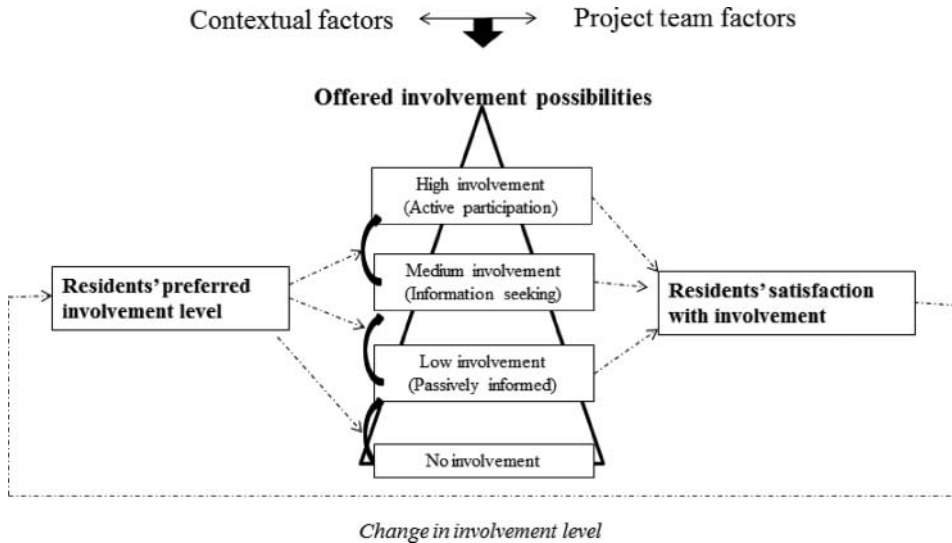 Contextual factors
Project team factors
Offered involvement possibilities
High involvement
(Active participation)
Medium involvement
(Information seeking)
Residents' preferred
involvement level
Residents' satisfaction
with involvement
Low involvement
(Passively informed)
No involvement
Change in involvement level